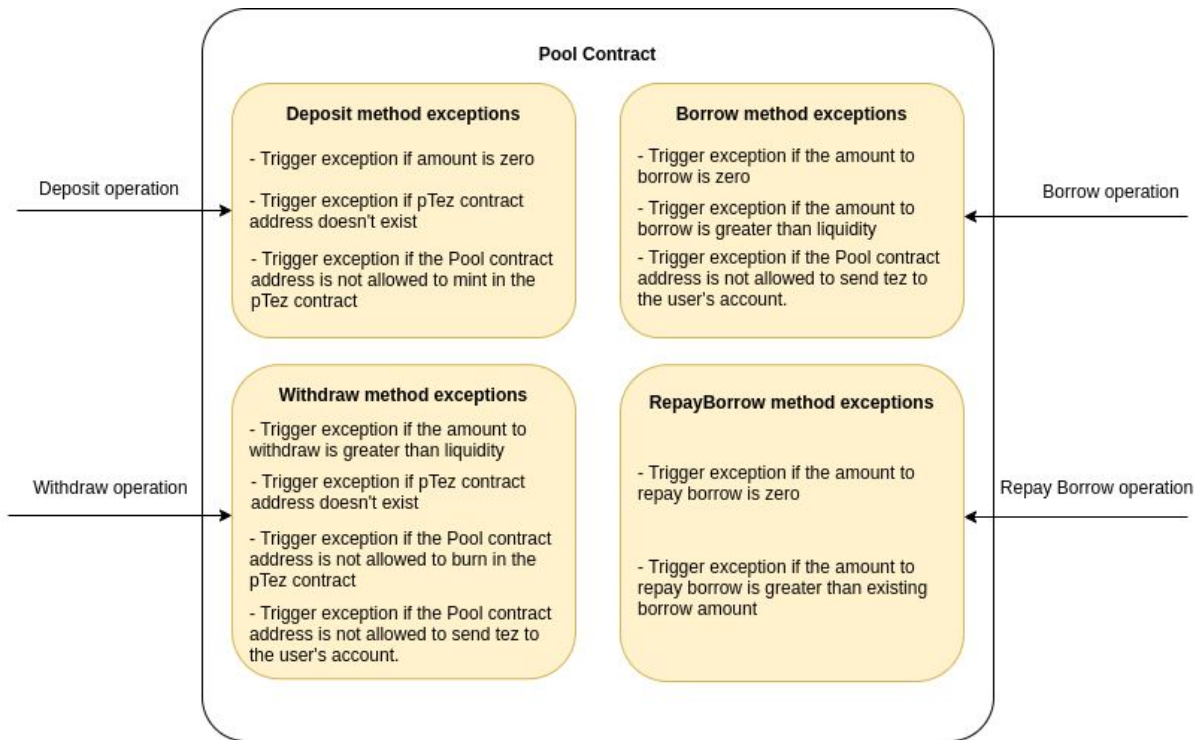 Pool Contract
Deposit method exceptions
- Trigger exception if amount is zero
- Trigger exception if pTez contract
address doesn't exist
- Trigger exception if the Pool contract
address is not allowed to mint in the
pTez contract
Deposit operation
Borrow method exceptions
- Trigger exception if the amount to
borrow is zero
- Trigger exception if the amount to
borrow is greater than liquidity
- Trigger exception if the Pool contract
address is not allowed to send tez to
the user's account.
Borrow operation
Withdraw method exceptions
- Trigger exception if the amount to
withdraw is greater than liquidity
- Trigger exception if pTez contract
address doesn't exist
- Trigger exception if the Pool contract
address is not allowed to burn in the
pTez contract
- Trigger exception if the Pool contract
address is not allowed to send tez to
the user's account.
Withdraw operation
RepayBorrow method exceptions
- Trigger exception if the amount to
repay borrow is zero
- Trigger exception if the amount to
repay borrow is greater than existing
borrow amount
Repay Borrow operation